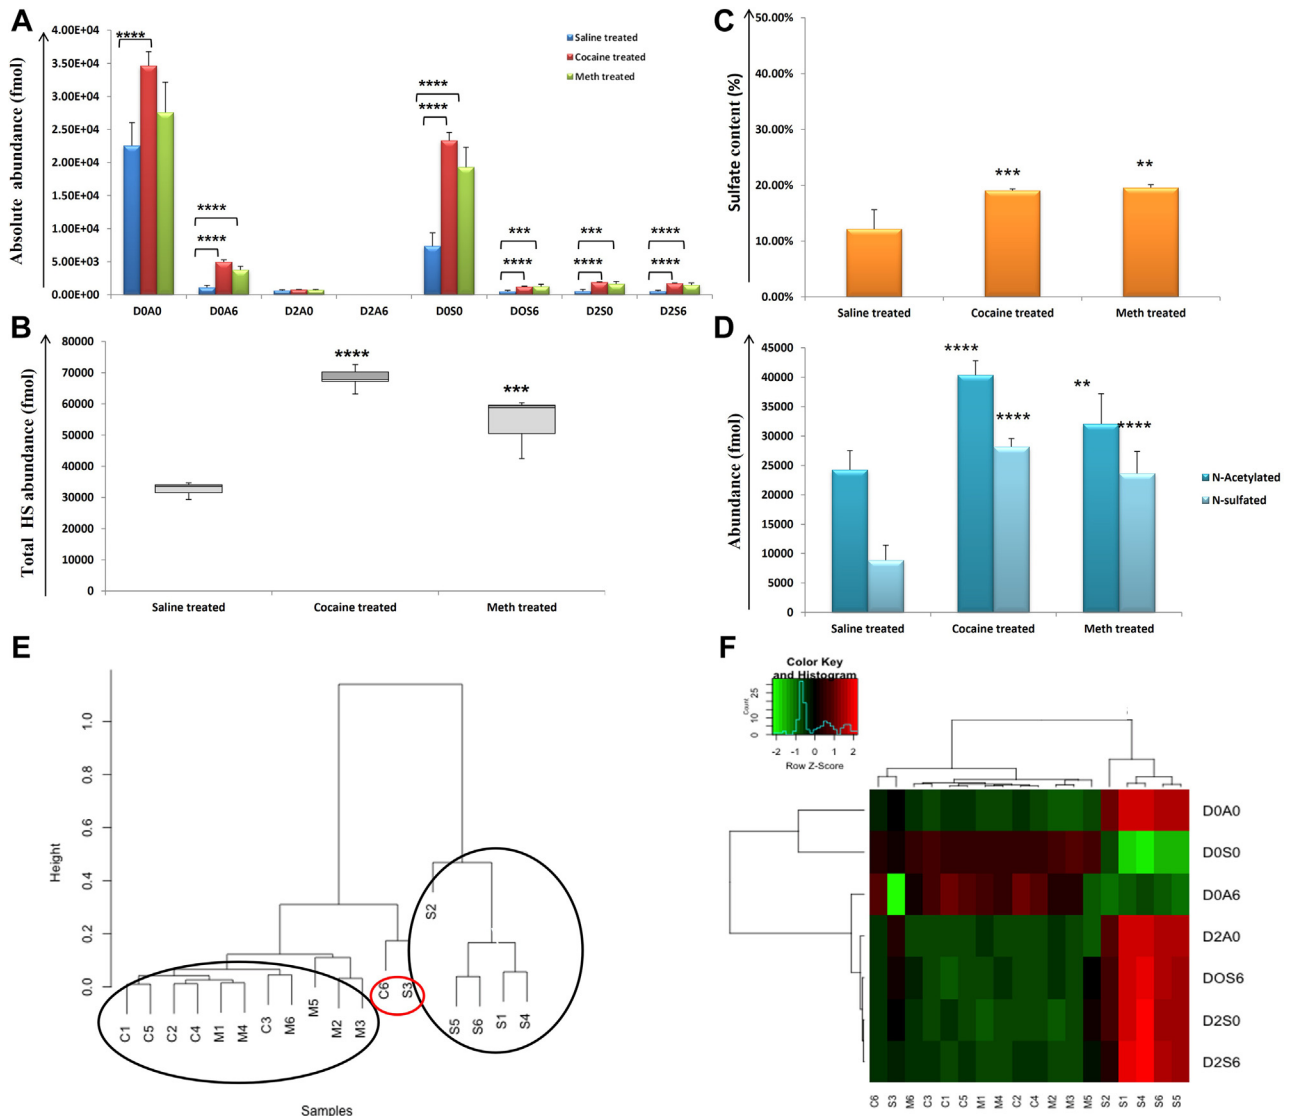 A
Absolute abundance (fmol)
4.00E+04
3.50E+04
3.00E+04
2.50E+04
2.00E+04
1.50E+04
1.00E+04
5.00E+03
0.00E+00
****
****
****
****
****
***
****
***
****
****
****
Saline treated
Cocaine treated
Meth treated
D0A0 D0A6 D2A0 D2A6 D0S0 DOS6 D2S0 D2S6
B
Total HS abundance (fmol)
80000
70000
60000
50000
40000
30000
20000
10000
0
****
***
Saline treated Cocaine treated Meth treated
C
Sulfate content (%)
50.00%
40.00%
30.00%
20.00%
10.00%
0.00%
***
**
Saline treated Cocaine treated Meth treated
D
Abundance (fmol)
45000
40000
35000
30000
25000
20000
15000
10000
5000
0
****
****
**
****
N-Acetylated
N-sulfated
Saline treated Cocaine treated Meth treated
E
Height
1.0
0.8
0.6
0.4
0.2
0.0
C1 C5 C2 C4 M1 M4 C3 M6 M5 M2 M3 C6 S3 S2 S5 S6 S1 S4
Samples
F
Color Key
and Histogram
Count
0 10 25
-2 -1 0 1 2
Row Z-Score
D0A0
D0S0
D0A6
D2A0
DOS6
D2S0
D2S6
C6 S3 M6 C3 C1 C5 M1 M4 C2 C4 M2 M3 M5 S2 S1 S4 S6 S5